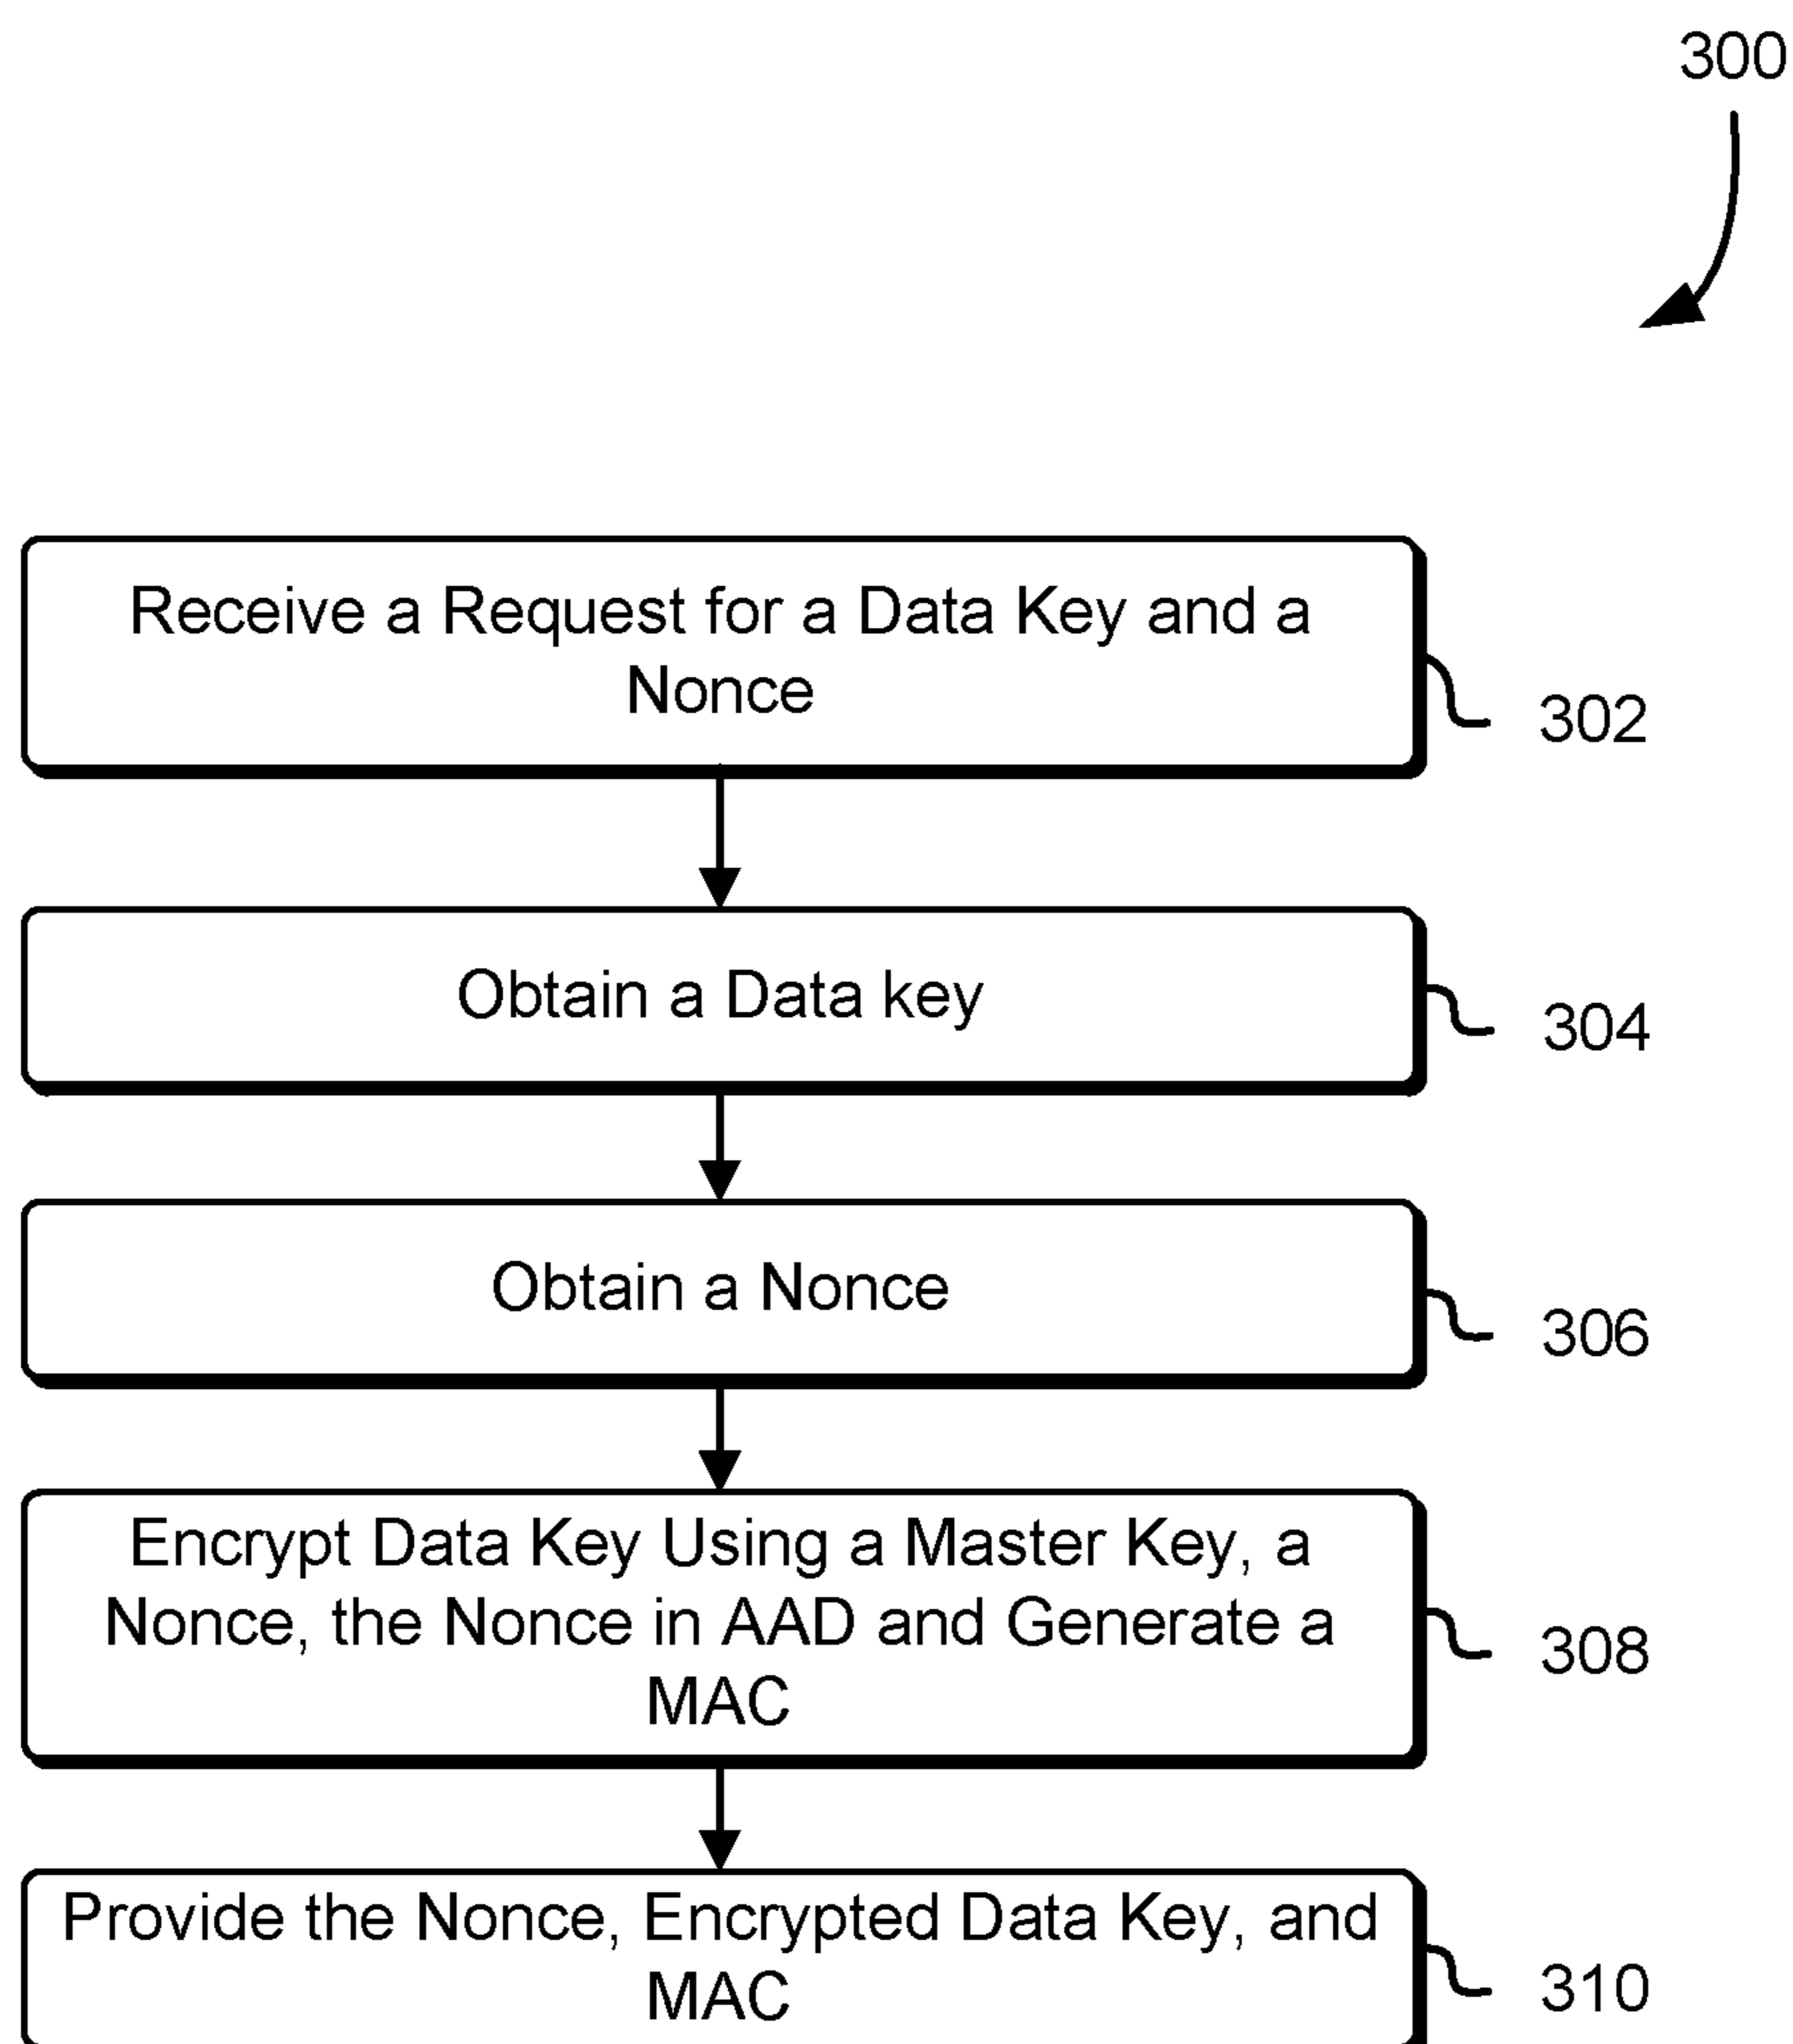 300
Receive a Request for a Data Key and a
Nonce
302
Obtain a Data key
304
Obtain a Nonce
306
Encrypt Data Key Using a Master Key, a
Nonce, the Nonce in AAD and Generate a
MAC
308
Provide the Nonce, Encrypted Data Key, and
MAC
310